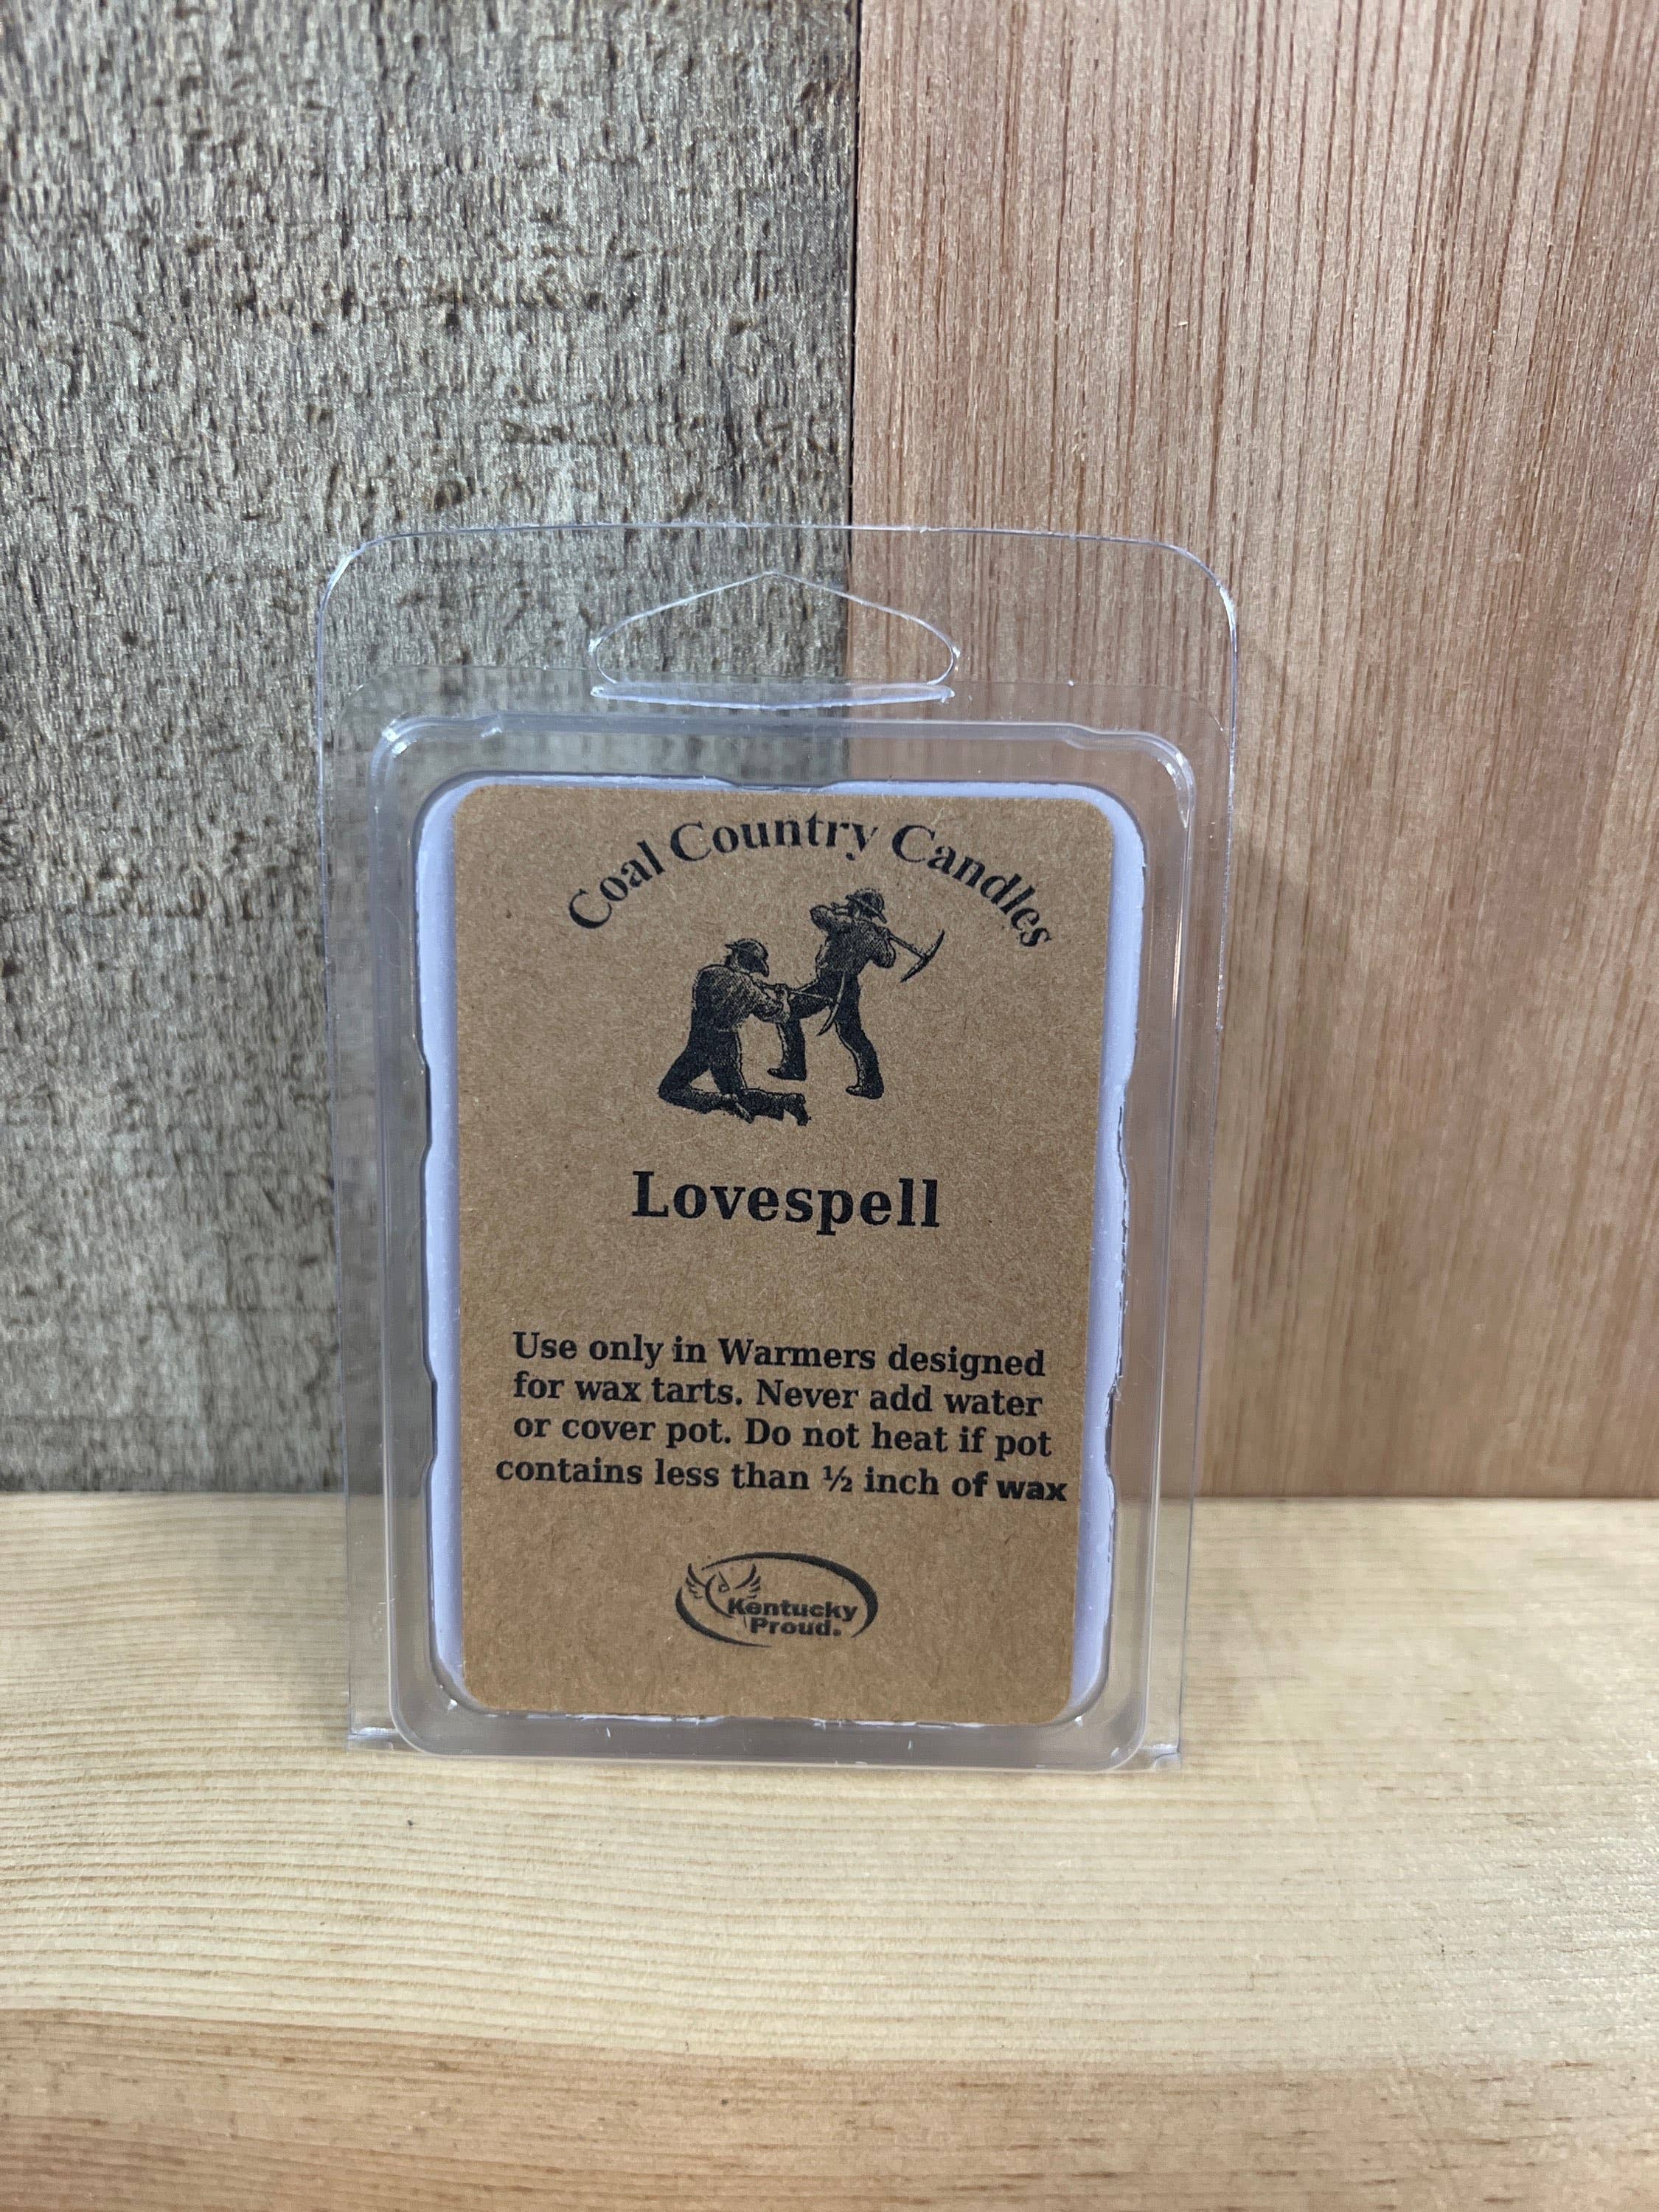 Coal Country Candles
Lovespell
Use only in Warmers designed
for wax tarts. Never add water
or cover pot. Do not heat if pot
contains less than ½ inch of wax
Kentucky
Proud.